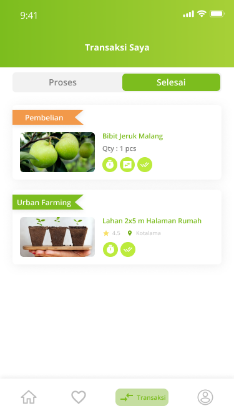 9:41
Transaksi Saya
Proses
Selesai
Pembelian
Bibit Jeruk Malang
Qty : 1 pcs
Urban Farming
Lahan 2x5 m Halaman Rumah
4.5
Transaksi